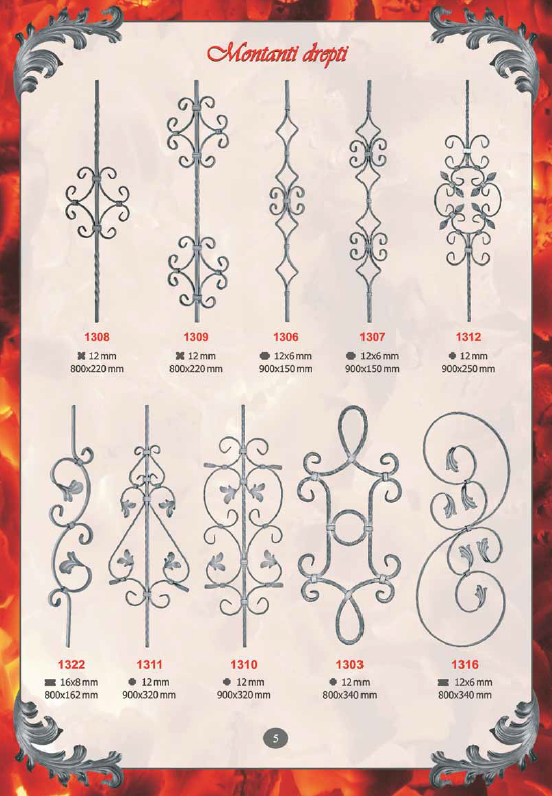 Montanti drepti
1308 1309 1306 1307 1312
12 mm 12 mm 12x6 mm 12x6 mm 12 mm
800x220 mm 800x220 mm 900x150 mm 900x150 mm 900x250 mm
1322 1311 1310 1303 1316
16x8 mm 12 mm 12 mm 12 mm 12x6 mm
800x162 mm 900x320 mm 900x320 mm 800x340 mm 800x340 mm
5